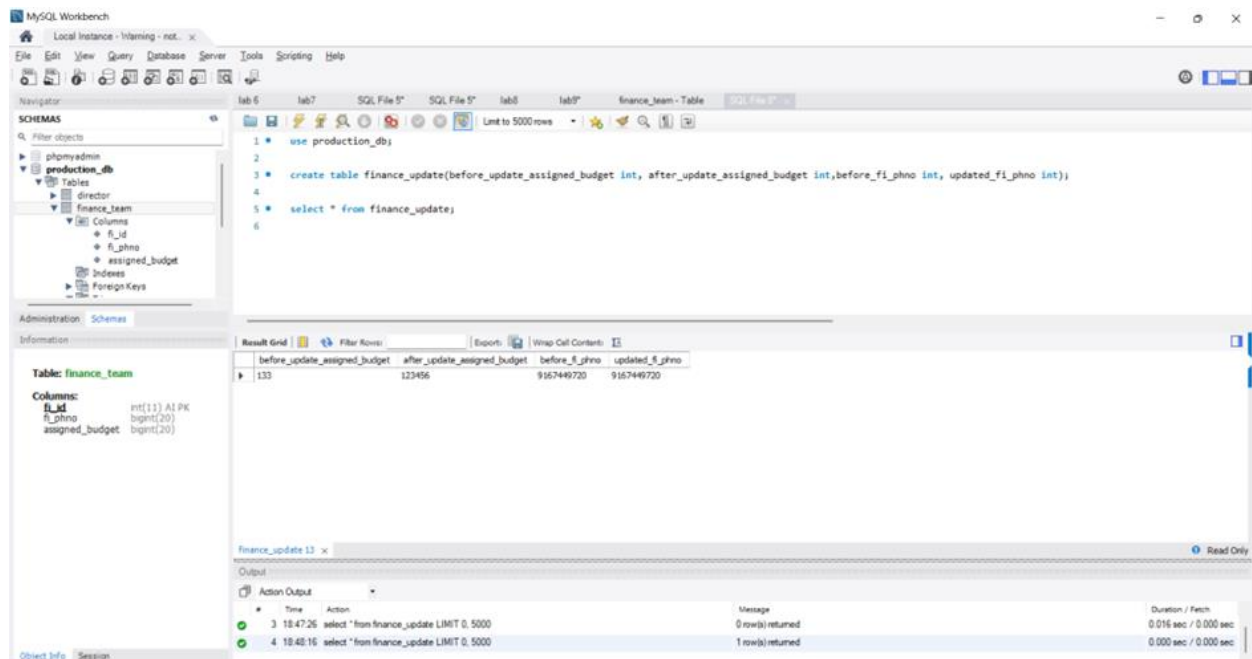 MySQL Workbench
Local Instance - Warning - not...
File Edit View Query Database Server Tools Scripting Help
Navigator
SCHEMAS
Filter objects
phpmyadmin
production_db
Tables
director
finance_team
Columns
fi_id
fi_phno
assigned_budget
Indexes
Foreign Keys
Administration Schemas
Information
Table: finance_team
Columns:
fi_id int(11) AI PK
fi_phno bigint(20)
assigned_budget bigint(20)
Object Info Session
lab 6 lab7 SQL File 5* SQL File 5* lab8 lab9* finance_team - Table
Limit to 5000 rows
1 use production_db;
2
3 create table finance_update(before_update_assigned_budget int, after_update_assigned_budget int,before_fi_phno int, updated_fi_phno int);
4
5 select * from finance_update;
6
Result Grid Filter Rows: Export: Wrap Cell Content:
before_update_assigned_budget after_update_assigned_budget before_fi_phno updated_fi_phno
133 123456 9167449720 9167449720
finance_update 13 Read Only
Output
Action Output
# Time Action Message Duration / Fetch
3 18:47:26 select * from finance_update LIMIT 0, 5000 0 row(s) returned 0.016 sec / 0.000 sec
4 18:48:16 select * from finance_update LIMIT 0, 5000 1 row(s) returned 0.000 sec / 0.000 sec